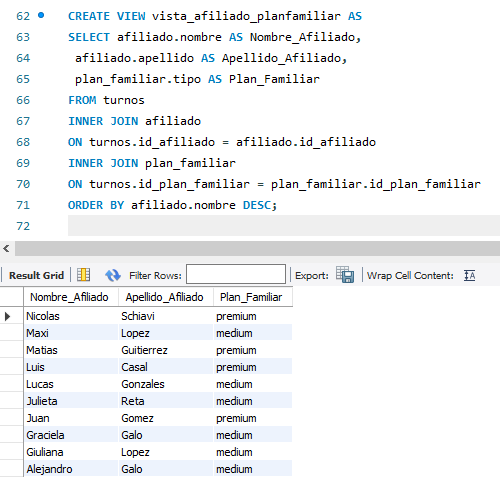 62 CREATE VIEW vista_afiliado_planfamiliar AS
63 SELECT afiliado.nombre AS Nombre_Afiliado,
64 afiliado.apellido AS Apellido_Afiliado,
65 plan_familiar.tipo AS Plan_Familiar
66 FROM turnos
67 INNER JOIN afiliado
68 ON turnos.id_afiliado = afiliado.id_afiliado
69 INNER JOIN plan_familiar
70 ON turnos.id_plan_familiar = plan_familiar.id_plan_familiar
71 ORDER BY afiliado.nombre DESC;
72
Result Grid Filter Rows: Export: Wrap Cell Content:
Nombre_Afiliado Apellido_Afiliado Plan_Familiar
Nicolas Schiavi premium
Maxi Lopez medium
Matias Guitierrez premium
Luis Casal premium
Lucas Gonzales medium
Julieta Reta medium
Juan Gomez premium
Graciela Galo medium
Giuliana Lopez medium
Alejandro Galo medium